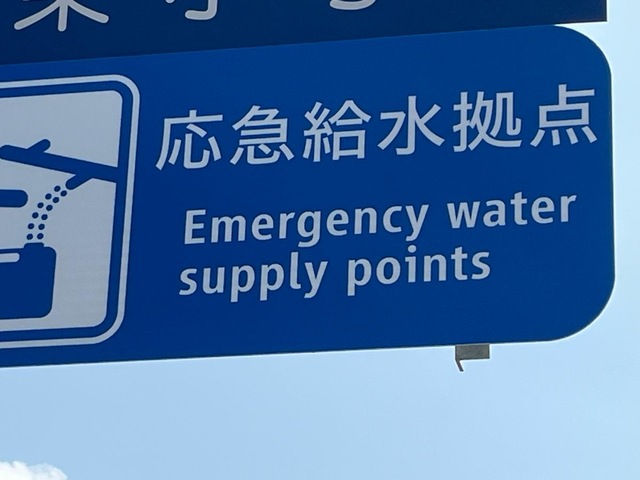 応急給水拠点
Emergency water
supply points